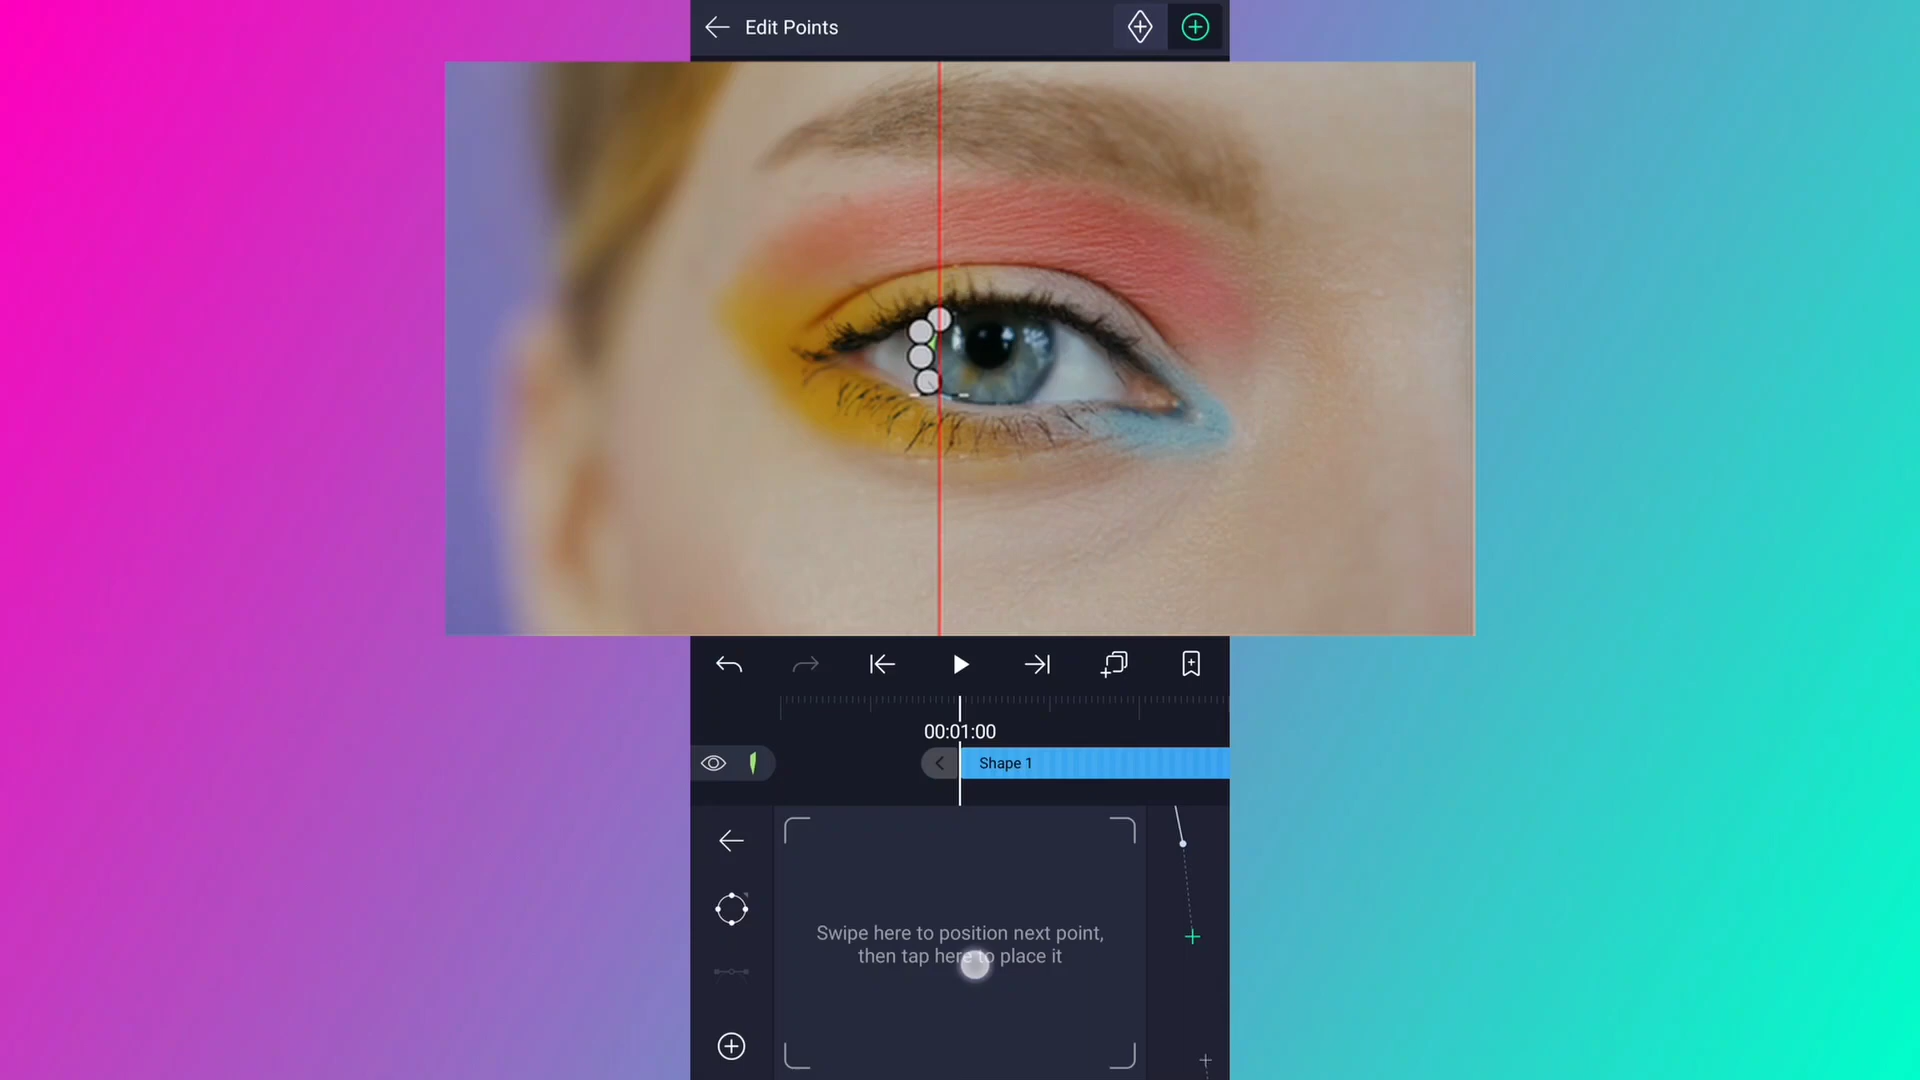 Edit Points
00:01:00
Shape 1
Swipe here to position next point,
then tap here to place it